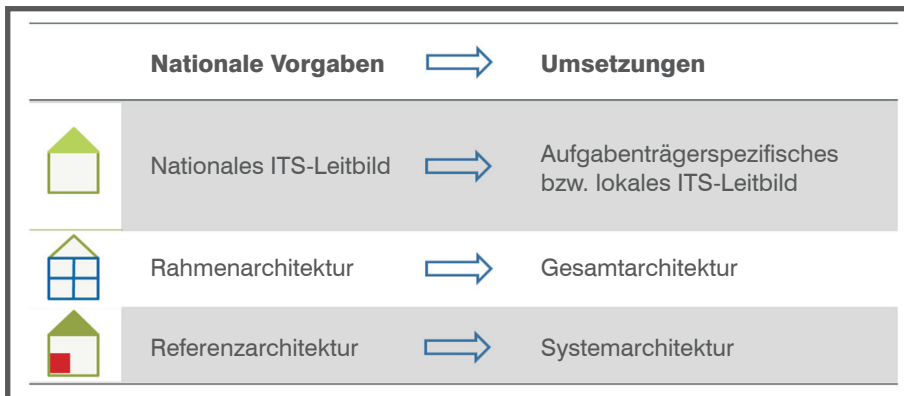 Nationale Vorgaben Umsetzungen
Nationales ITS-Leitbild Aufgabenträgerspezifisches
bzw. lokales ITS-Leitbild
Rahmenarchitektur Gesamtarchitektur
Referenzarchitektur Systemarchitektur